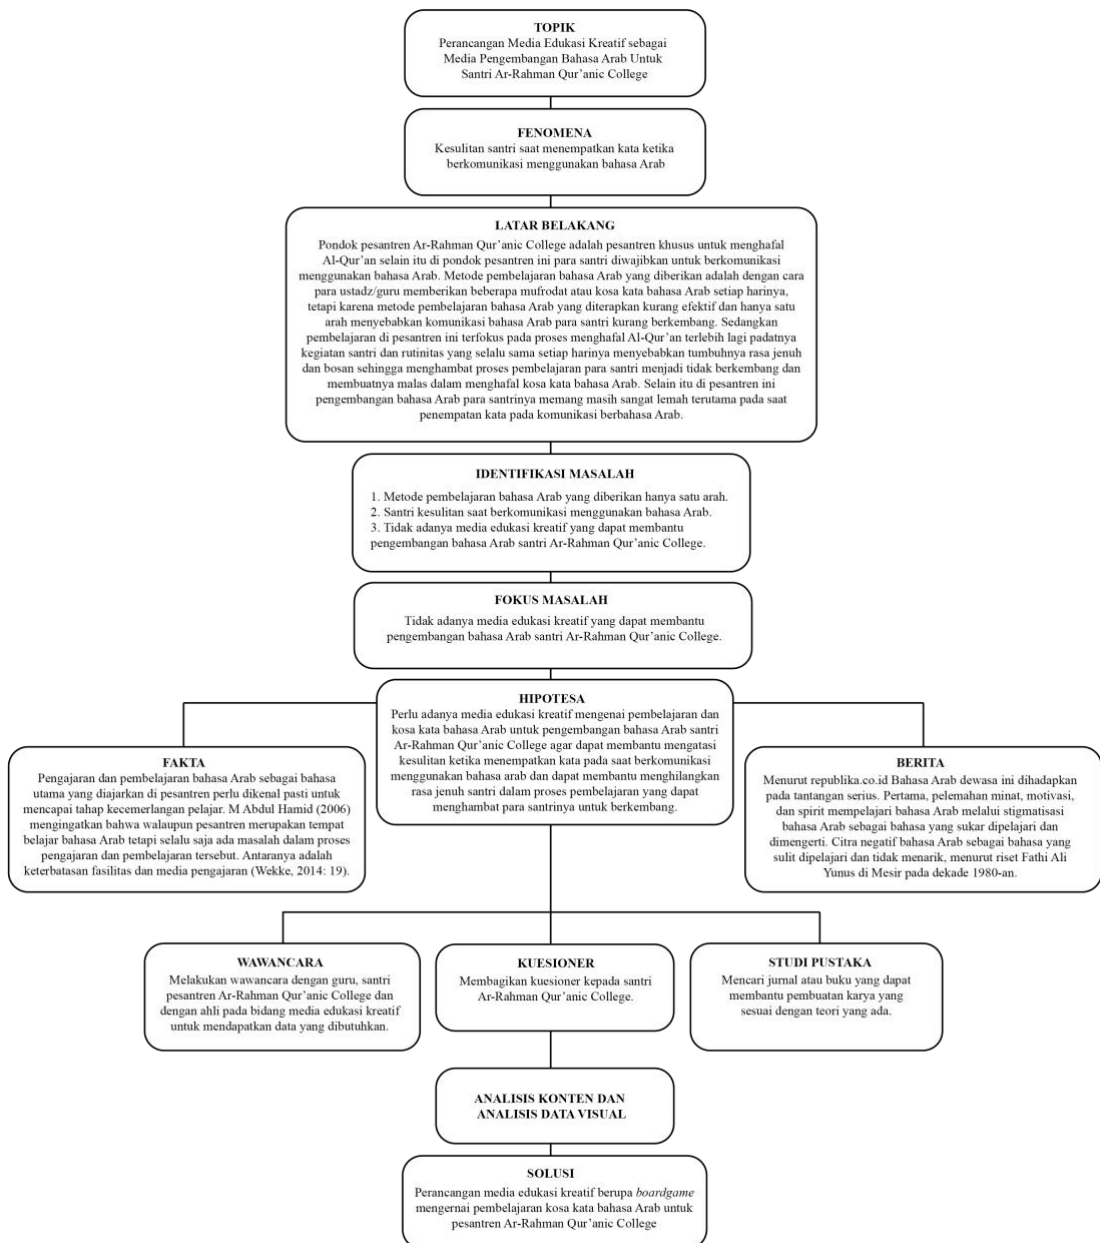 TOPIK
Perancangan Media Edukasi Kreatif sebagai
Media Pengembangan Bahasa Arab Untuk
Santri Ar-Rahman Qur'anic College
FENOMENA
Kesulitan santri saat menempatkan kata ketika
berkomunikasi menggunakan bahasa Arab
LATAR BELAKANG
Pondok pesantren Ar-Rahman Qur'anic College adalah pesantren khusus untuk menghafal
Al-Qur'an selain itu di pondok pesantren ini para santri diwajibkan untuk berkomunikasi
menggunakan bahasa Arab. Metode pembelajaran bahasa Arab yang diberikan adalah dengan cara
para ustadz/guru memberikan beberapa mufrodat atau kosa kata bahasa Arab setiap harinya,
tetapi karena metode pembelajaran bahasa Arab yang diterapkan kurang efektif dan hanya satu
arah menyebabkan komunikasi bahasa Arab para santri kurang berkembang. Sedangkan
pembelajaran di pesantren ini terfokus pada proses menghafal Al-Qur'an terlebih lagi padatnya
kegiatan santri dan rutinitas yang selalu sama setiap harinya menyebabkan tumbuhnya rasa jenuh
dan bosan sehingga menghambat proses pembelajaran para santri menjadi tidak berkembang dan
membuatnya malas dalam menghafal kosa kata bahasa Arab. Selain itu di pesantren ini
pengembangan bahasa Arab para santrinya memang masih sangat lemah terutama pada saat
penempatan kata pada komunikasi berbahasa Arab.
IDENTIFIKASI MASALAH
1. Metode pembelajaran bahasa Arab yang diberikan hanya satu arah.
2. Santri kesulitan saat berkomunikasi menggunakan bahasa Arab.
3. Tidak adanya media edukasi kreatif yang dapat membantu
pengembangan bahasa Arab santri Ar-Rahman Qur'anic College.
FOKUS MASALAH
Tidak adanya media edukasi kreatif yang dapat membantu
pengembangan bahasa Arab santri Ar-Rahman Qur'anic College.
HIPOTESA
Perlu adanya media edukasi kreatif mengenai pembelajaran dan
kosa kata bahasa Arab untuk pengembangan bahasa Arab santri
Ar-Rahman Qur'anic College agar dapat membantu mengatasi
kesulitan ketika menempatkan kata pada saat berkomunikasi
menggunakan bahasa arab dan dapat membantu menghilangkan
rasa jenuh santri dalam proses pembelajaran yang dapat
menghambat para santrinya untuk berkembang.
FAKTA
Pengajaran dan pembelajaran bahasa Arab sebagai bahasa
utama yang diajarkan di pesantren perlu dikenal pasti untuk
mencapai tahap kecemerlangan pelajar. M Abdul Hamid (2006)
mengingatkan bahwa walaupun pesantren merupakan tempat
belajar bahasa Arab tetapi selalu saja ada masalah dalam proses
pengajaran dan pembelajaran tersebut. Antaranya adalah
keterbatasan fasilitas dan media pengajaran (Wekke, 2014: 19).
BERITA
Menurut republika.co.id Bahasa Arab dewasa ini dihadapkan
pada tantangan serius. Pertama, pelemahan minat, motivasi,
dan spirit mempelajari bahasa Arab melalui stigmatisasi
bahasa Arab sebagai bahasa yang sukar dipelajari dan
dimengerti. Citra negatif bahasa Arab sebagai bahasa yang
sulit dipelajari dan tidak menarik, menurut riset Fathi Ali
Yunus di Mesir pada dekade 1980-an.
WAWANCARA
Melakukan wawancara dengan guru, santri
pesantren Ar-Rahman Qur'anic College dan
dengan ahli pada bidang media edukasi kreatif
untuk mendapatkan data yang dibutuhkan.
KUESIONER
Membagikan kuesioner kepada santri
Ar-Rahman Qur'anic College.
STUDI PUSTAKA
Mencari jurnal atau buku yang dapat
membantu pembuatan karya yang
sesuai dengan teori yang ada.
ANALISIS KONTEN DAN
ANALISIS DATA VISUAL
SOLUSI
Perancangan media edukasi kreatif berupa boardgame
mengernai pembelajaran kosa kata bahasa Arab untuk
pesantren Ar-Rahman Qur'anic College